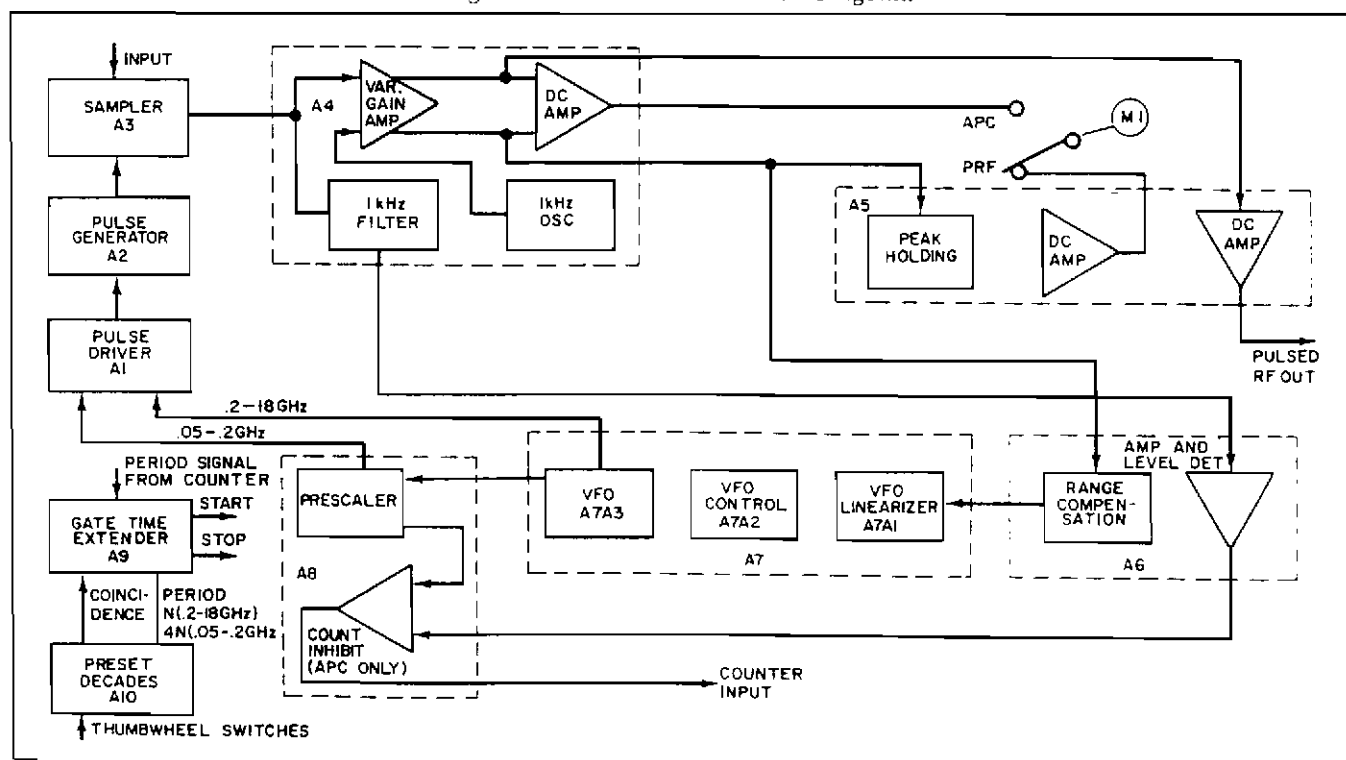 INPUT
SAMPLER
A3
A4
VAR.
GAIN
AMP
DC
AMP
1kHz
FILTER
1kHz
OSC
APC
PRF
M1
A5
PEAK
HOLDING
DC
AMP
DC
AMP
PULSED
RF OUT
PULSE
GENERATOR
A2
PULSE
DRIVER
A1
.2-18GHz
.05-.2GHz
PERIOD SIGNAL
FROM COUNTER
START
STOP
GATE TIME
EXTENDER
A9
COINCI-
DENCE
PERIOD
N(.2-18GHz)
4N(.05-.2GHz
PRESET
DECADES
A10
THUMBWHEEL SWITCHES
PRESCALER
A8
COUNT
INHIBIT
(APC ONLY)
VFO
A7A3
VFO
CONTROL
A7A2
VFO
LINEARIZER
A7A1
A7
AMP AND
LEVEL DET
RANGE
COMPEN-
SATION
A6
COUNTER
INPUT